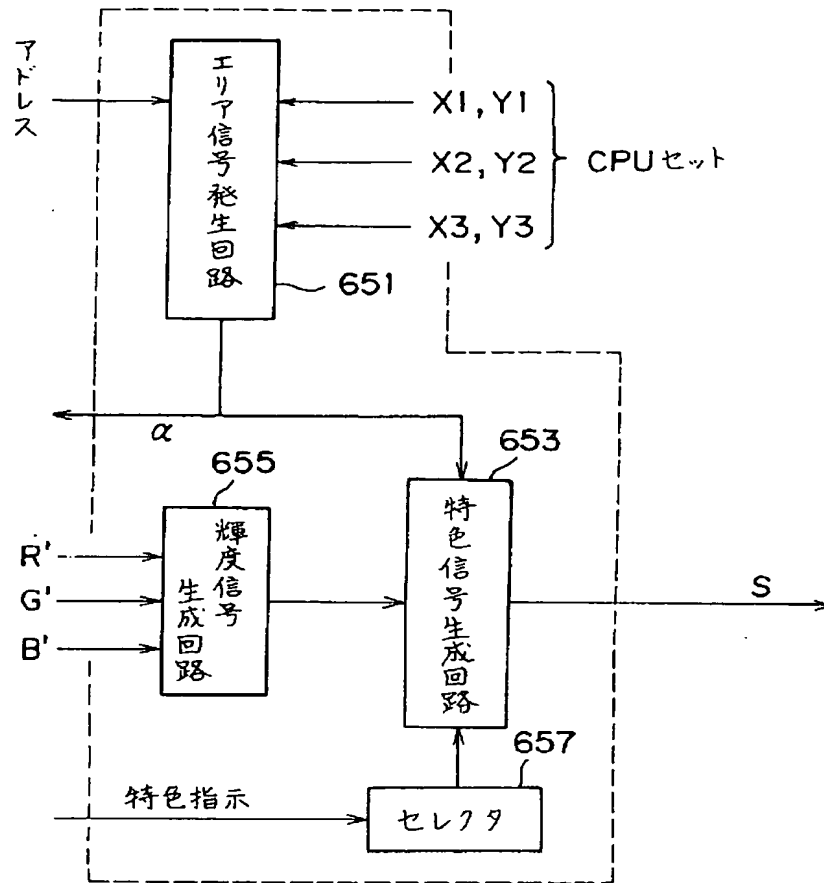 アドレス
エリア信号発生回路
X1, Y1
X2, Y2
X3, Y3
CPUセット
651
α
653
655
輝度信号
生成回路
特色信号生成回路
R'
G'
B'
S
657
特色指示
セレクタ